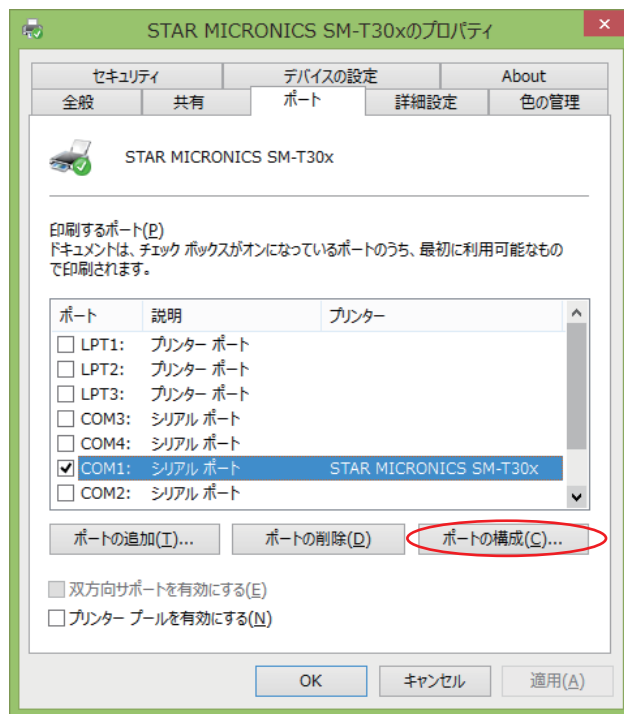 STAR MICRONICS SM-T30xのプロパティ
セキュリティ デバイスの設定 About
全般 共有 ポート 詳細設定 色の管理
STAR MICRONICS SM-T30x
印刷するポート(P)
ドキュメントは、チェック ボックスがオンになっているポートのうち、最初に利用可能なもの
で印刷されます。
ポート 説明 プリンター
LPT1: プリンター ポート
LPT2: プリンター ポート
LPT3: プリンター ポート
COM3: シリアル ポート
COM4: シリアル ポート
COM1: シリアル ポート STAR MICRONICS SM-T30x
COM2: シリアル ポート
ポートの追加(T)... ポートの削除(D) ポートの構成(C)...
双方向サポートを有効にする(E)
プリンター プールを有効にする(N)
OK キャンセル 適用(A)